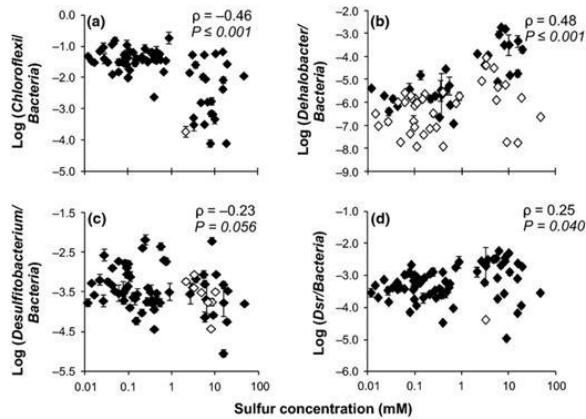 (a)
ρ = –0.46
P ≤ 0.001
Log (Chloroflexi/
Bacteria)
0.0
–1.0
–2.0
–3.0
–4.0
–5.0
(b)
ρ = 0.48
P ≤ 0.001
Log (Dehalobacter/
Bacteria)
–2.0
–3.0
–4.0
–5.0
–6.0
–7.0
–8.0
–9.0
(c)
ρ = –0.23
P = 0.056
Log (Desulfitobacterium/
Bacteria)
–1.5
–2.5
–3.5
–4.5
–5.5
0.01 0.1 1 10 100
(d)
ρ = 0.25
P = 0.040
Log (Dsr/Bacteria)
–1.0
–2.0
–3.0
–4.0
–5.0
–6.0
0.01 0.1 1 10 100
Sulfur concentration (mM)